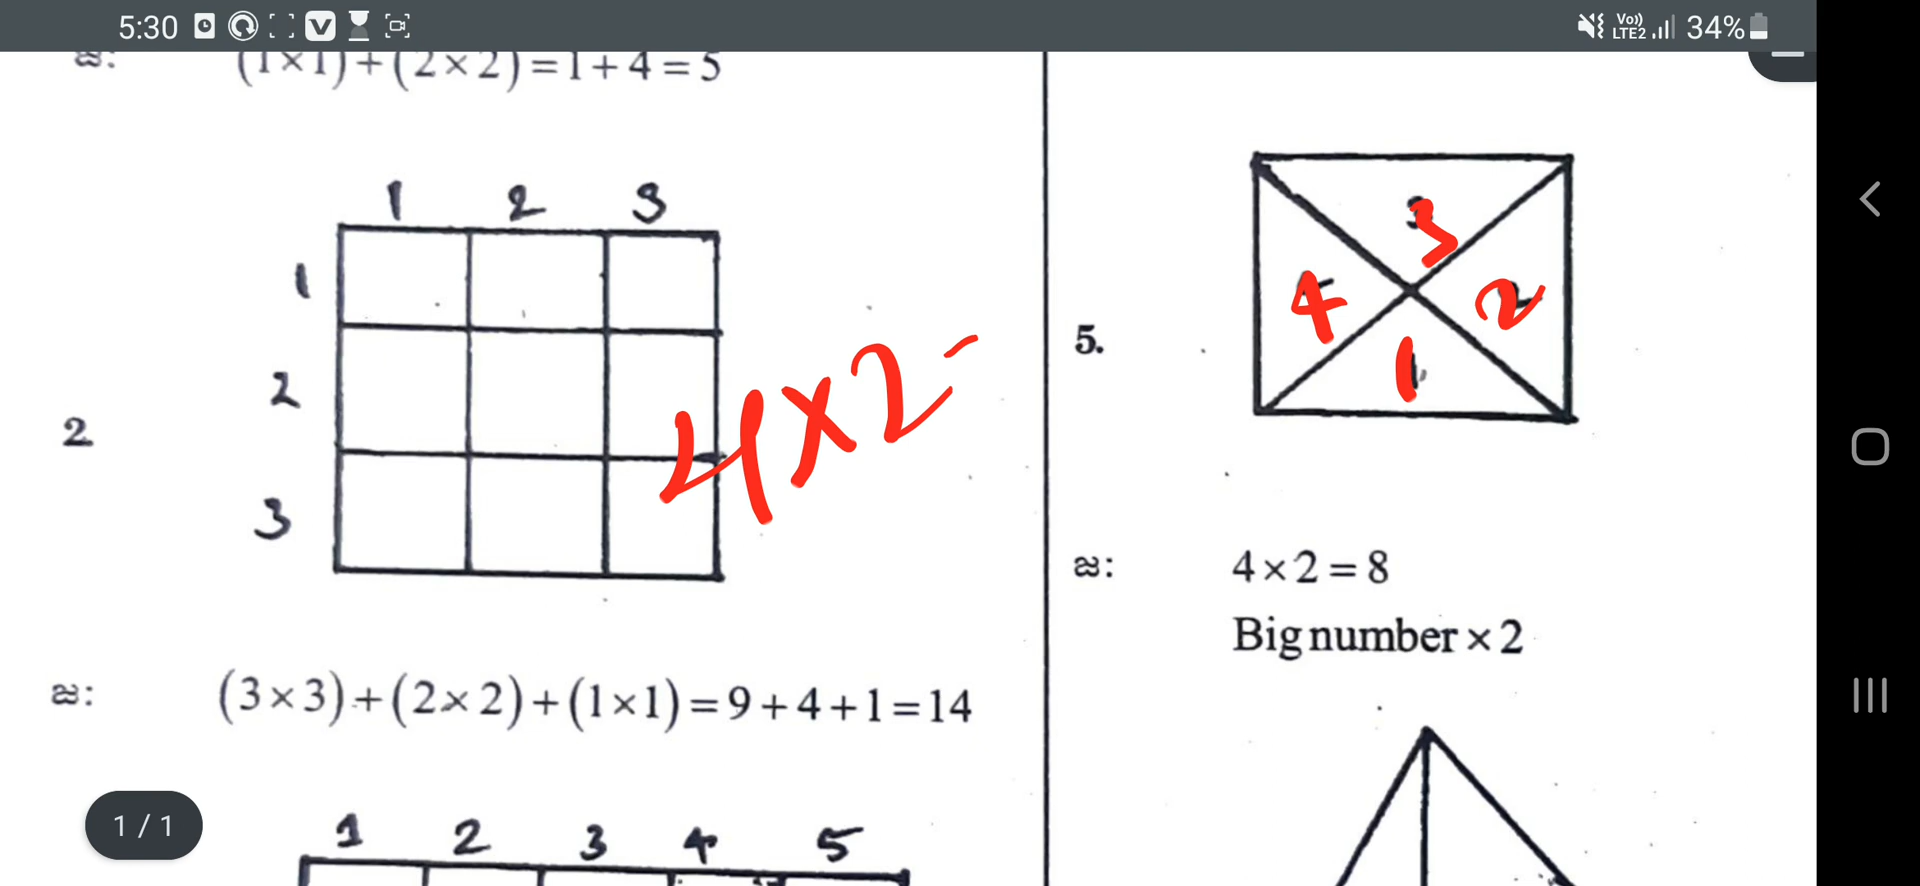 5:30
Vo)) LTE2 34%
జ: (1×1)+(2×2)=1+4=5
1 2 3
1
2
3
2
4×2-
జ: (3×3)+(2×2)+(1×1)=9+4+1=14
1 / 1
1 2 3 4 5
5.
3
4 2
1
జ: 4×2=8
Big number×2